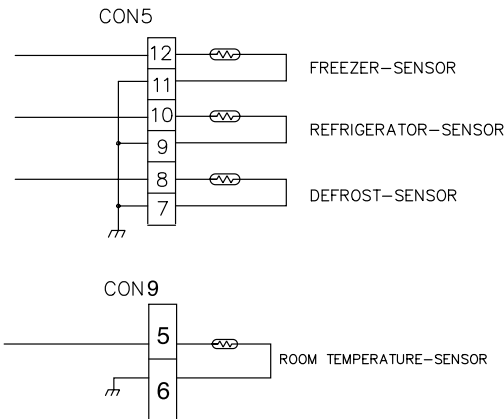 CON5
12
FREEZER-SENSOR
11
10
REFRIGERATOR-SENSOR
9
8
DEFROST-SENSOR
7
CON9
5
ROOM TEMPERATURE-SENSOR
6